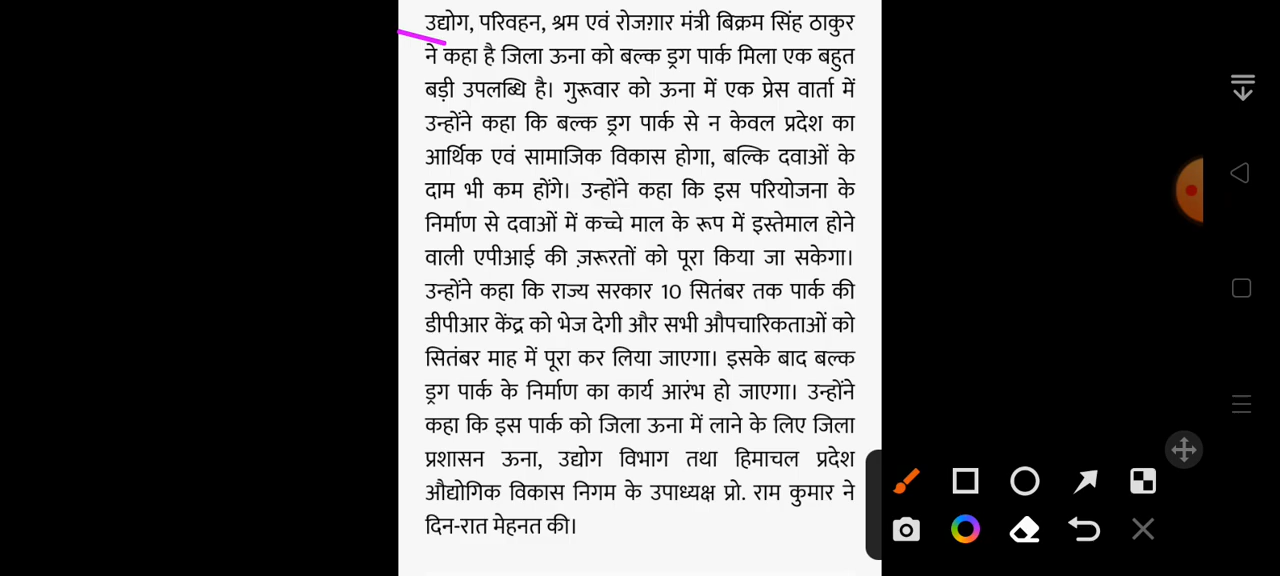 उद्योग, परिवहन, श्रम एवं रोजग़ार मंत्री बिक्रम सिंह ठाकुर
ने कहा है जिला ऊना को बल्क ड्रग पार्क मिला एक बहुत
बड़ी उपलब्धि है। गुरूवार को ऊना में एक प्रेस वार्ता में
उन्होंने कहा कि बल्क ड्रग पार्क से न केवल प्रदेश का
आर्थिक एवं सामाजिक विकास होगा, बल्कि दवाओं के
दाम भी कम होंगे। उन्होंने कहा कि इस परियोजना के
निर्माण से दवाओं में कच्चे माल के रूप में इस्तेमाल होने
वाली एपीआई की ज़रूरतों को पूरा किया जा सकेगा।
उन्होंने कहा कि राज्य सरकार 10 सितंबर तक पार्क की
डीपीआर केंद्र को भेज देगी और सभी औपचारिकताओं को
सितंबर माह में पूरा कर लिया जाएगा। इसके बाद बल्क
ड्रग पार्क के निर्माण का कार्य आरंभ हो जाएगा। उन्होंने
कहा कि इस पार्क को जिला ऊना में लाने के लिए जिला
प्रशासन ऊना, उद्योग विभाग तथा हिमाचल प्रदेश
औद्योगिक विकास निगम के उपाध्यक्ष प्रो. राम कुमार ने
दिन-रात मेहनत की।